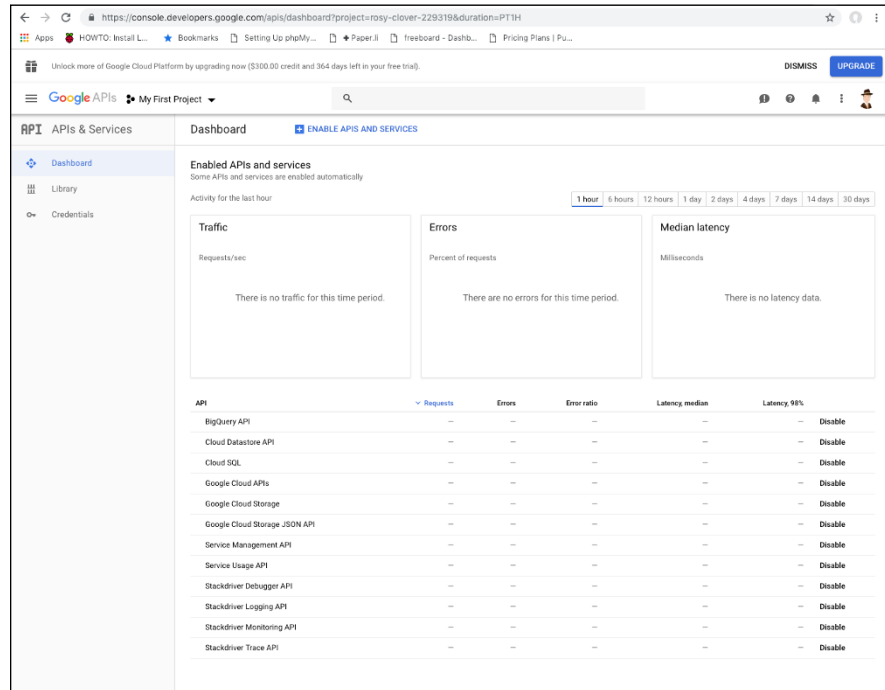 https://console.developers.google.com/apis/dashboard?project=rosy-clover-229319&duration=PT1H
Apps HOWTO: Install L... Bookmarks Setting Up phpMy... Paper.li freeboard - Dashb... Pricing Plans | Pu...
Unlock more of Google Cloud Platform by upgrading now ($300.00 credit and 364 days left in your free trial). DISMISS UPGRADE
Google APIs My First Project
API APIs & Services Dashboard ENABLE APIS AND SERVICES
Dashboard
Library
Credentials
Enabled APIs and services
Some APIs and services are enabled automatically
Activity for the last hour 1 hour 6 hours 12 hours 1 day 2 days 4 days 7 days 14 days 30 days
Traffic Errors Median latency
Requests/sec Percent of requests Milliseconds
There is no traffic for this time period. There are no errors for this time period. There is no latency data.
API Requests Errors Error ratio Latency, median Latency, 98%
BigQuery API — — — — — Disable
Cloud Datastore API — — — — — Disable
Cloud SQL — — — — — Disable
Google Cloud APIs — — — — — Disable
Google Cloud Storage — — — — — Disable
Google Cloud Storage JSON API — — — — — Disable
Service Management API — — — — — Disable
Service Usage API — — — — — Disable
Stackdriver Debugger API — — — — — Disable
Stackdriver Logging API — — — — — Disable
Stackdriver Monitoring API — — — — — Disable
Stackdriver Trace API — — — — — Disable